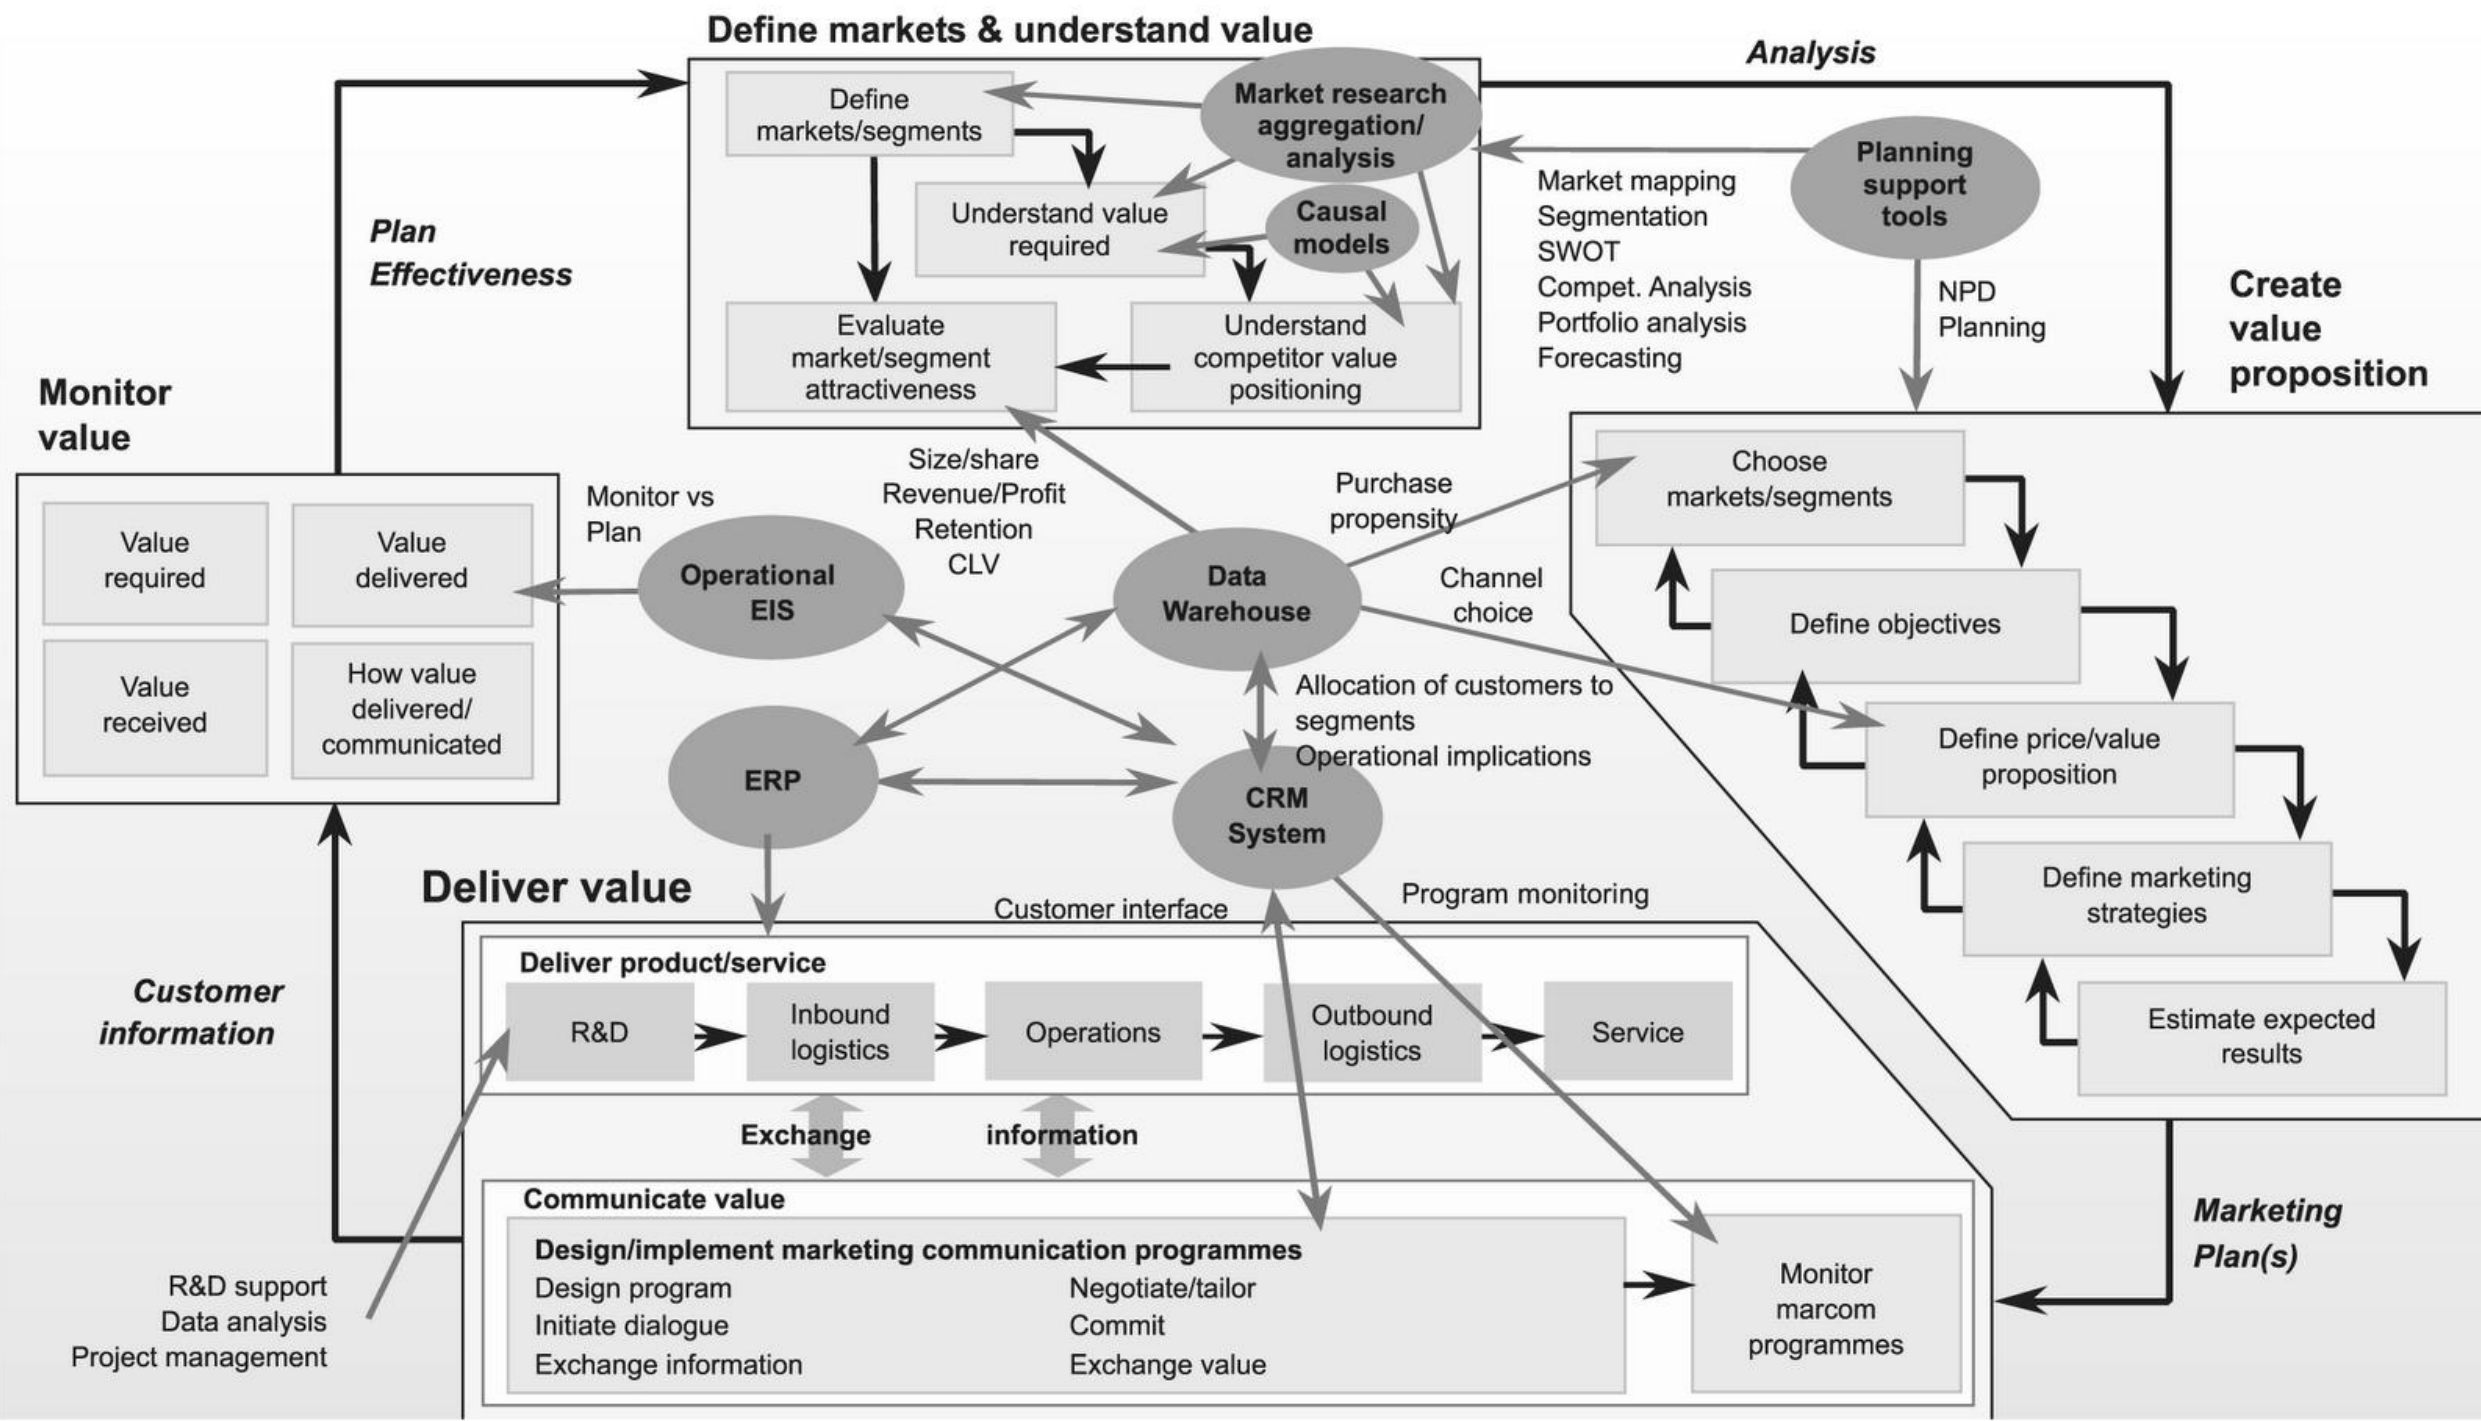 Define markets & understand value
Analysis
Define
markets/segments
Market research
aggregation/
analysis
Planning
support
tools
Understand value
required
Causal
models
Market mapping
Segmentation
SWOT
Compet. Analysis
Portfolio analysis
Forecasting
Plan
Effectiveness
NPD
Planning
Create
value
proposition
Evaluate
market/segment
attractiveness
Understand
competitor value
positioning
Monitor
value
Value
required
Value
delivered
Value
received
How value
delivered/
communicated
Monitor vs
Plan
Operational
EIS
Size/share
Revenue/Profit
Retention
CLV
Data
Warehouse
Purchase
propensity
Channel
choice
Choose
markets/segments
Define objectives
Define price/value
proposition
Define marketing
strategies
Estimate expected
results
Allocation of customers to
segments
Operational implications
ERP
CRM
System
Deliver value
Customer interface
Program monitoring
Customer
information
Deliver product/service
R&D
Inbound
logistics
Operations
Outbound
logistics
Service
Exchange information
Communicate value
Design/implement marketing communication programmes
Design program
Initiate dialogue
Exchange information
Negotiate/tailor
Commit
Exchange value
Monitor
marcom
programmes
Marketing
Plan(s)
R&D support
Data analysis
Project management